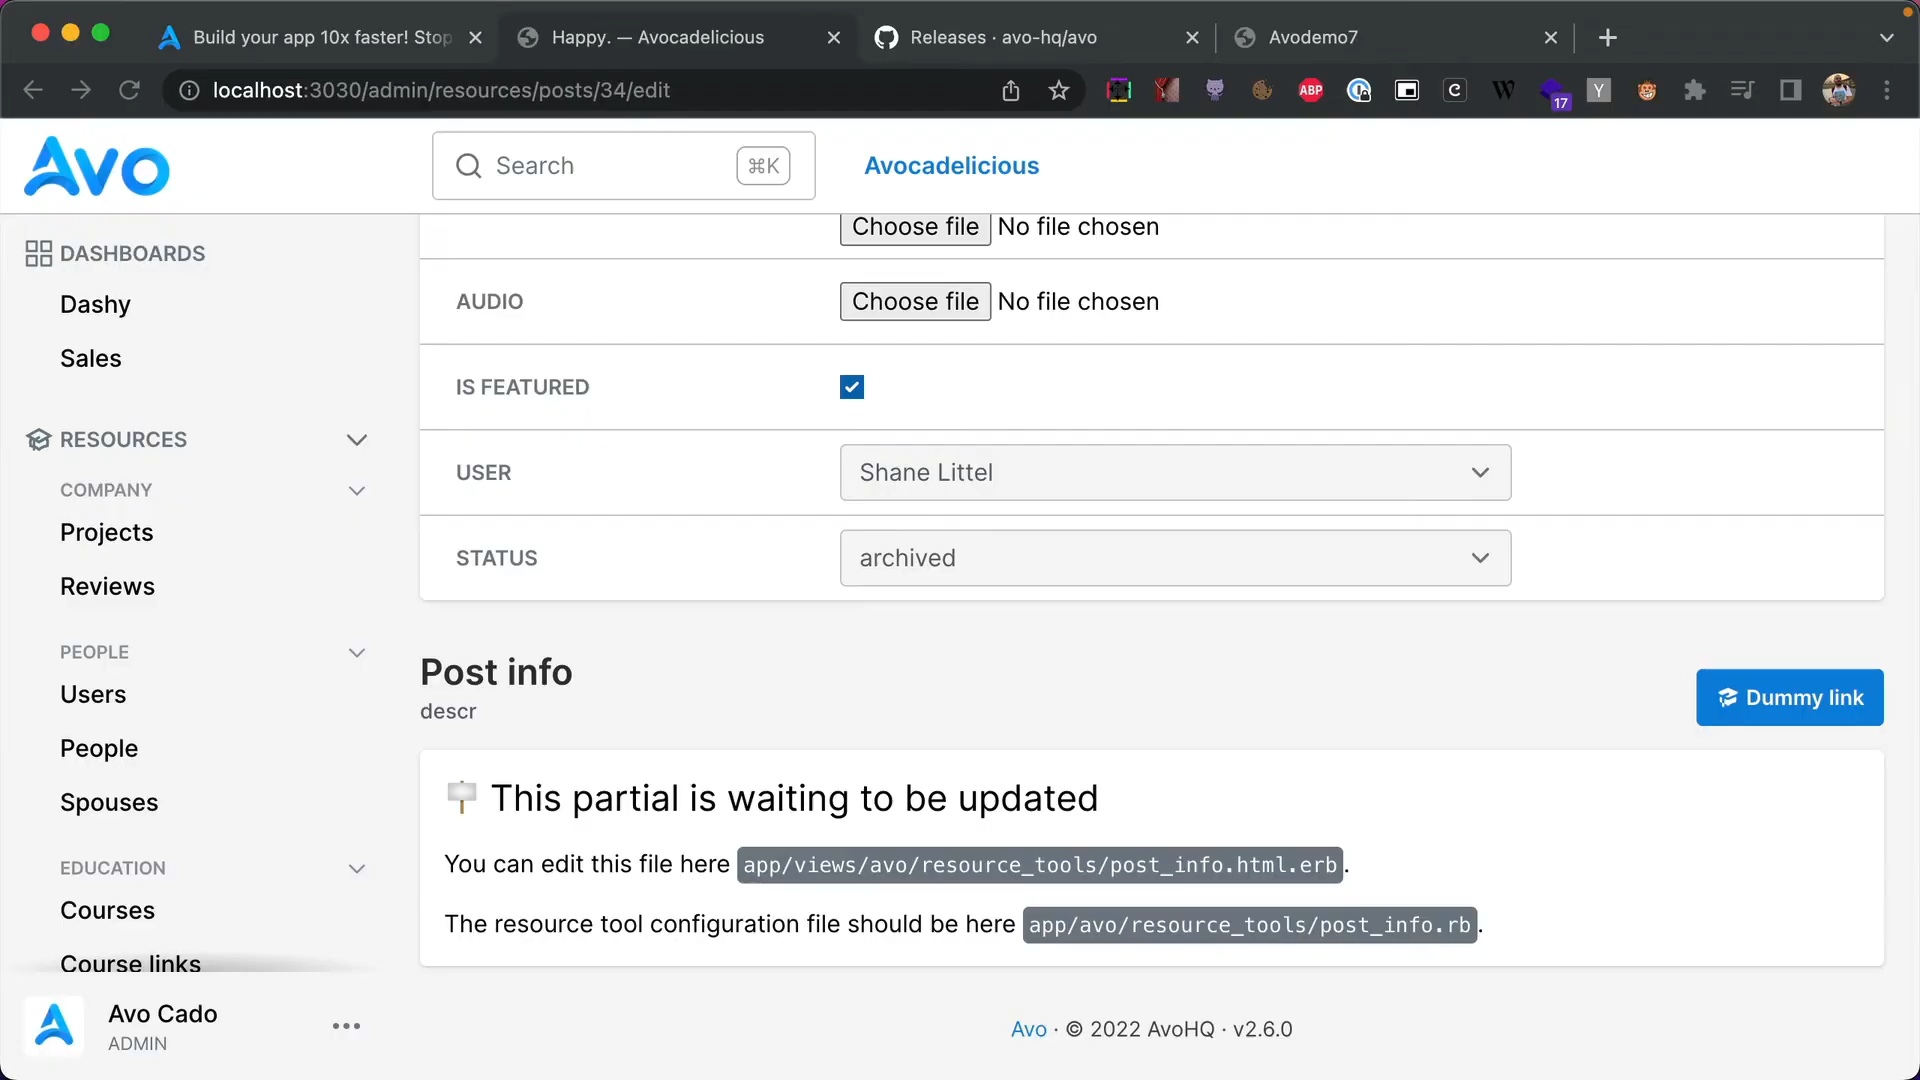 Build your app 10x faster! Stop
Happy. — Avocadelicious
Releases · avo-hq/avo
Avodemo7
localhost:3030/admin/resources/posts/34/edit
ABP
C
W
17
Y
Avo
Search
⌘K
Avocadelicious
DASHBOARDS
Dashy
Sales
RESOURCES
COMPANY
Projects
Reviews
PEOPLE
Users
People
Spouses
EDUCATION
Courses
Course links
Avo Cado
ADMIN
Choose file No file chosen
AUDIO
Choose file No file chosen
IS FEATURED
USER
Shane Littel
STATUS
archived
Post info
descr
Dummy link
🪧 This partial is waiting to be updated
You can edit this file here app/views/avo/resource_tools/post_info.html.erb.
The resource tool configuration file should be here app/avo/resource_tools/post_info.rb.
Avo · © 2022 AvoHQ · v2.6.0